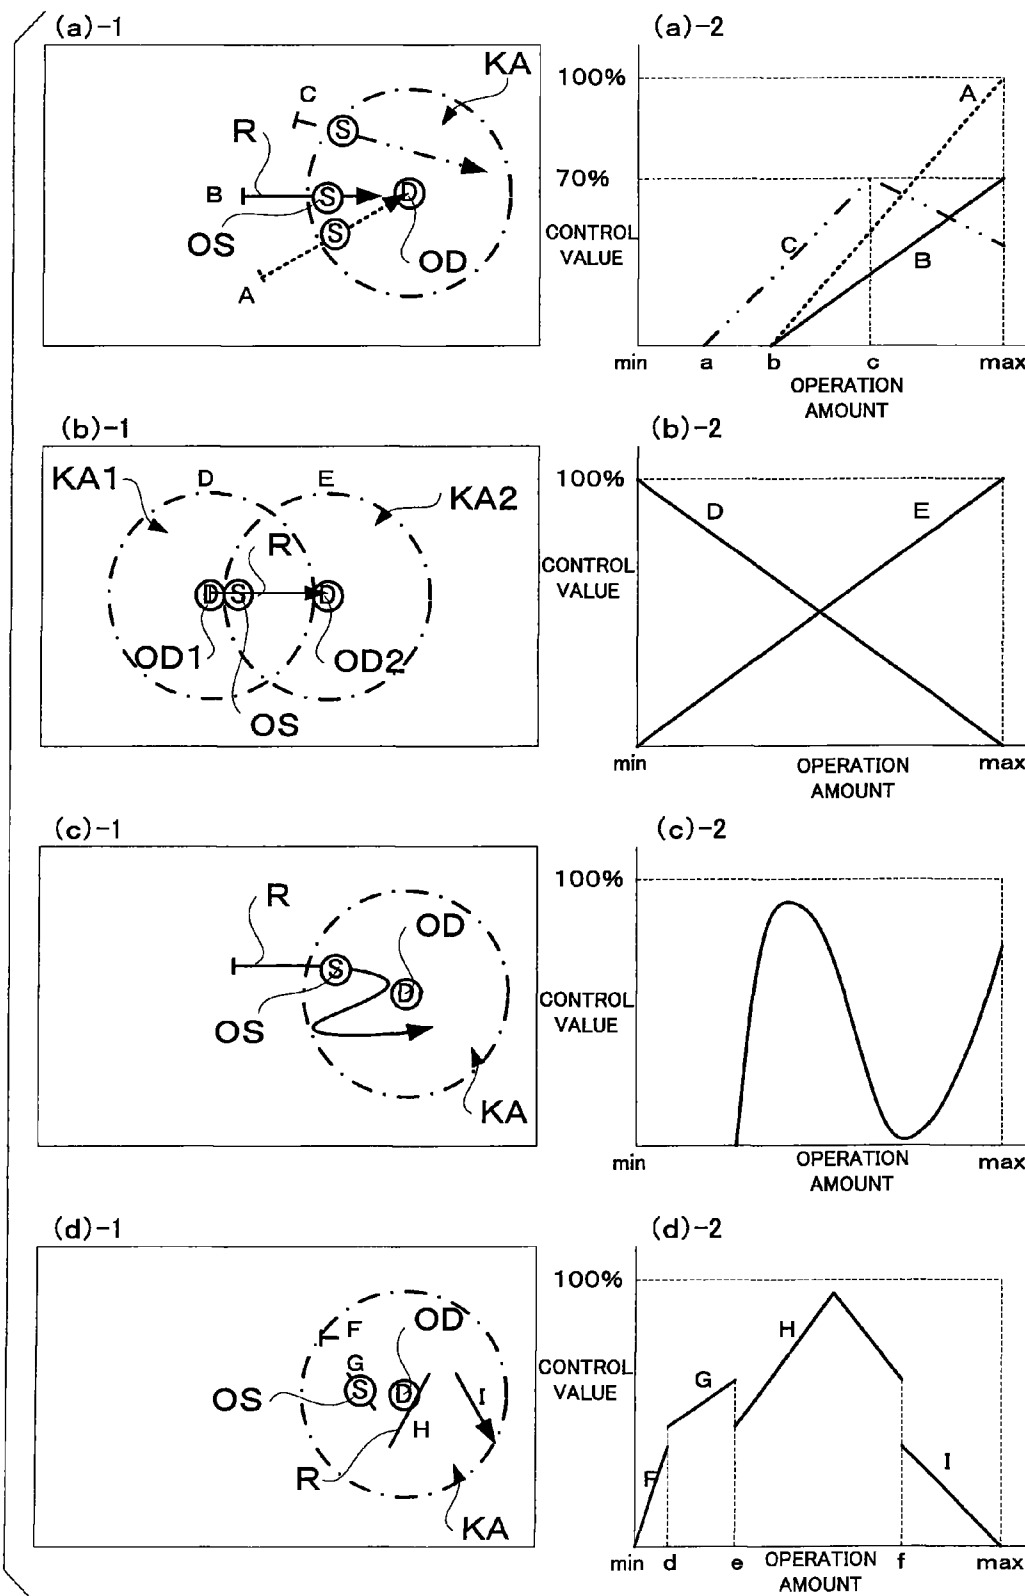 (a)-1
KA
C
S
R
B
S
D
OS
S
OD
A
(a)-2
100%
A
70%
CONTROL
VALUE
C
B
min
a
b
c
max
OPERATION
AMOUNT
(b)-1
KA1
D
E
KA2
R
D
S
D
OD1
OD2
OS
(b)-2
100%
D
E
CONTROL
VALUE
min
OPERATION
AMOUNT
max
(c)-1
R
OD
S
D
OS
KA
(c)-2
100%
CONTROL
VALUE
min
OPERATION
AMOUNT
max
(d)-1
F
OD
G
OS
S
D
I
H
R
KA
(d)-2
100%
H
CONTROL
VALUE
G
F
I
min
d
e
OPERATION
AMOUNT
f
max